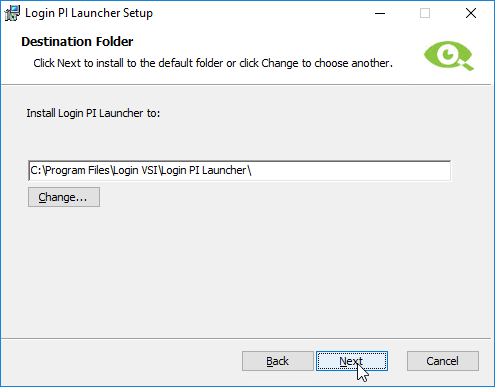 Login PI Launcher Setup
Destination Folder
Click Next to install to the default folder or click Change to choose another.
Install Login PI Launcher to:
C:\Program Files\Login VSI\Login PI Launcher\
Change...
Back Next Cancel